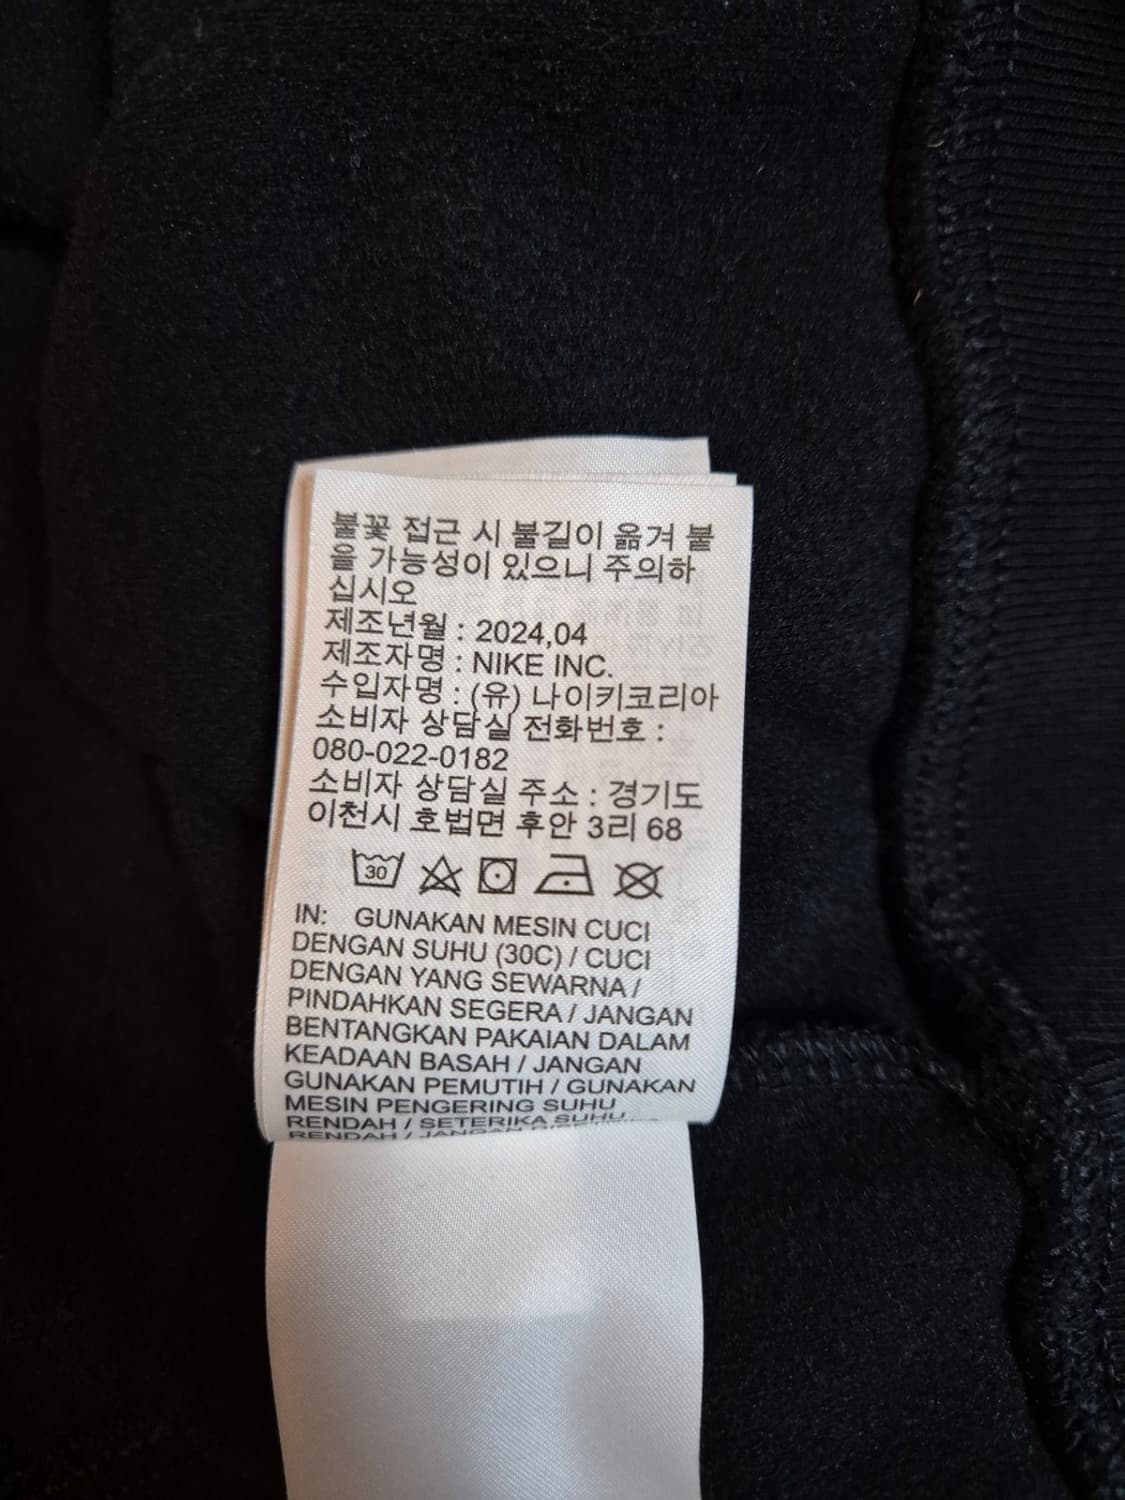 불꽃 접근 시 불길이 옮겨 붙
을 가능성이 있으니 주의하
십시오
제조년월 : 2024,04
제조자명 : NIKE INC.
수입자명 : (유) 나이키코리아
소비자 상담실 전화번호 :
080-022-0182
소비자 상담실 주소 : 경기도
이천시 호법면 후안 3리 68
30
IN: GUNAKAN MESIN CUCI
DENGAN SUHU (30C) / CUCI
DENGAN YANG SEWARNA /
PINDAHKAN SEGERA / JANGAN
BENTANGKAN PAKAIAN DALAM
KEADAAN BASAH / JANGAN
GUNAKAN PEMUTIH / GUNAKAN
MESIN PENGERING SUHU
RENDAH / SETERIKA SUHU
RENDAH / JANGAN